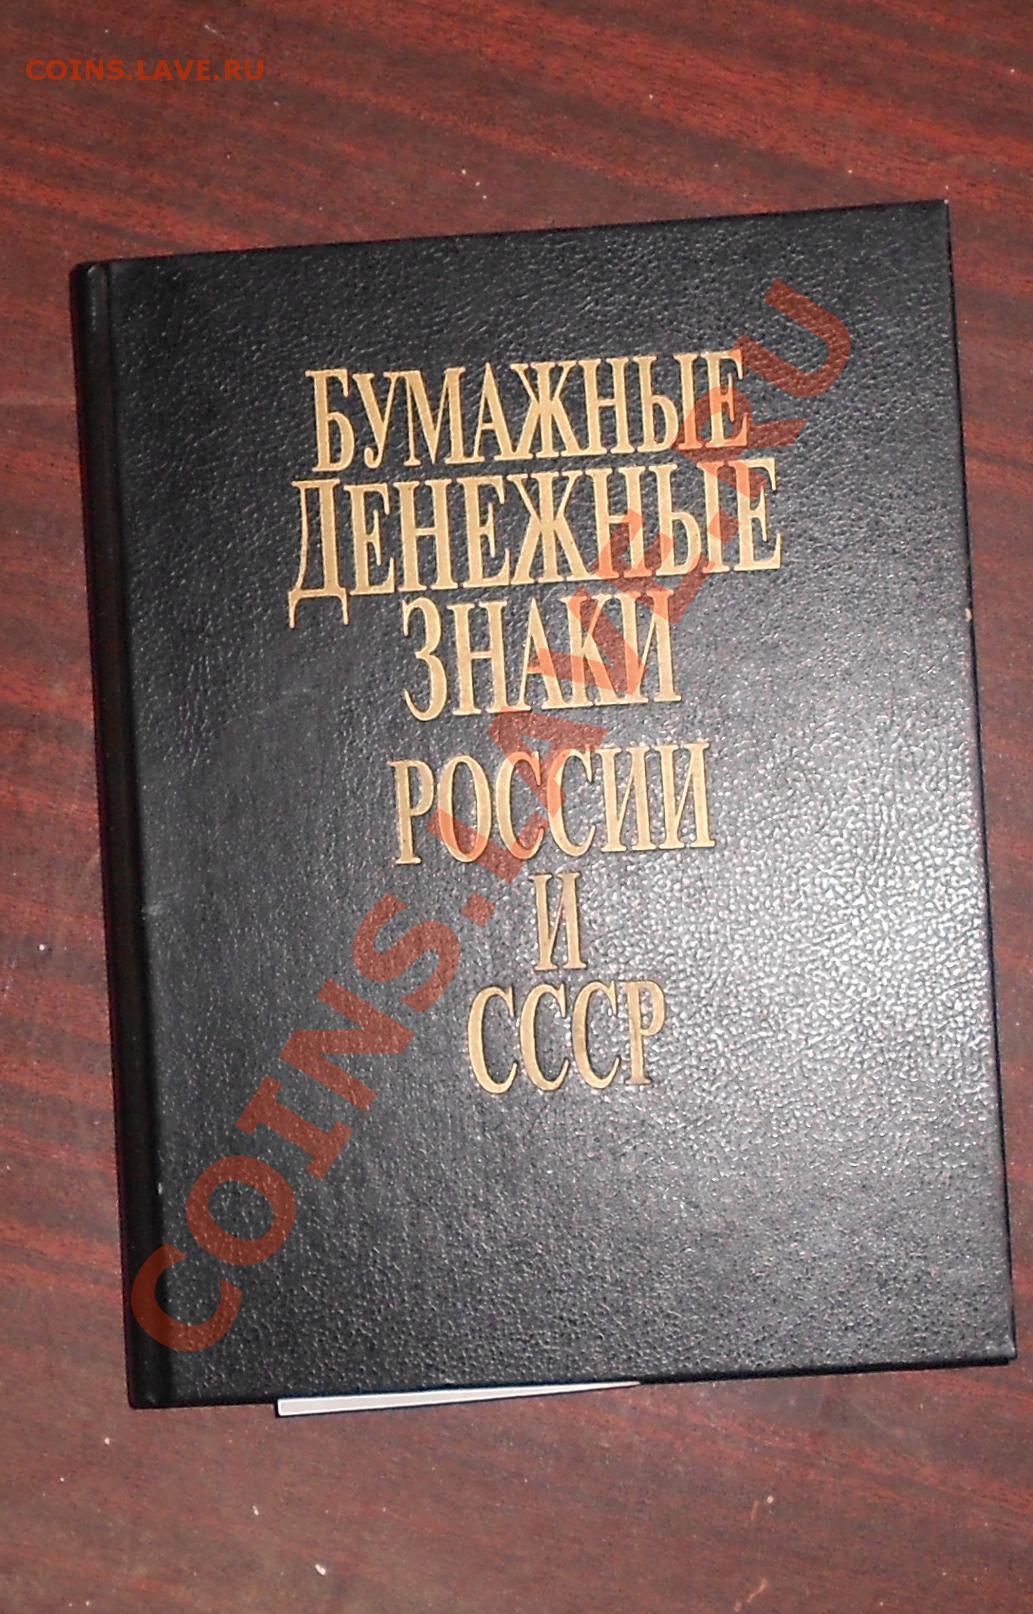 COINS.LAVE.RU
БУМАЖНЫЕ
ДЕНЕЖНЫЕ
ЗНАКИ
РОССИИ
И
СССР
COINS.LAVE.RU